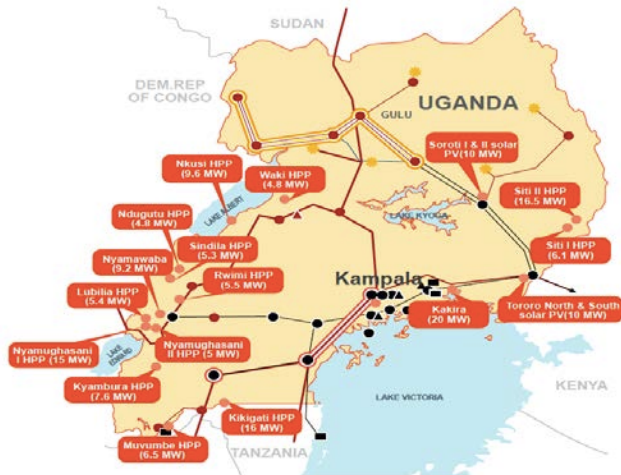 SUDAN
DEM.REP
OF CONGO
UGANDA
GULU
Nkusi HPP
(9.6 MW)
Waki HPP
(4.8 MW)
Soroti I & II solar
PV(10 MW)
Siti II HPP
(16.5 MW)
Ndugutu HPP
(4.8 MW)
LAKE ALBERT
LAKE KYOGA
Sindila HPP
(5.3 MW)
Siti I HPP
(6.1 MW)
Nyamawaba
(9.2 MW)
Rwimi HPP
(5.5 MW)
Kampala
Lubilia HPP
(5.4 MW)
Kakira
(20 MW)
Tororo North & South
solar PV(10 MW)
Nyamughasani
I HPP (15 MW)
Nyamughasani
II HPP (5 MW)
LAKE
EDWARD
Kyambura HPP
(7.6 MW)
KENYA
LAKE VICTORIA
Kikigati HPP
(16 MW)
Muvumbe HPP
(6.5 MW)
TANZANIA